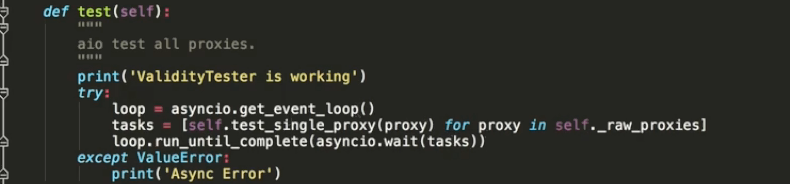 def test(self):
"""
aio test all proxies.
"""
print('ValidityTester is working')
try:
loop = asyncio.get_event_loop()
tasks = [self.test_single_proxy(proxy) for proxy in self._raw_proxies]
loop.run_until_complete(asyncio.wait(tasks))
except ValueError:
print('Async Error')